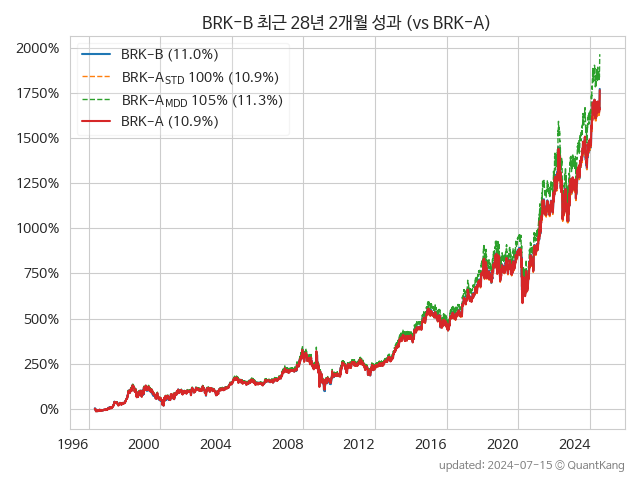 BRK-B 최근 28년 2개월 성과 (vs BRK-A)
BRK-B (11.0%)
BRK-A_STD 100% (10.9%)
BRK-A_MDD 105% (11.3%)
BRK-A (10.9%)
2000%
1750%
1500%
1250%
1000%
750%
500%
250%
0%
1996 2000 2004 2008 2012 2016 2020 2024
updated: 2024-07-15 © QuantKang